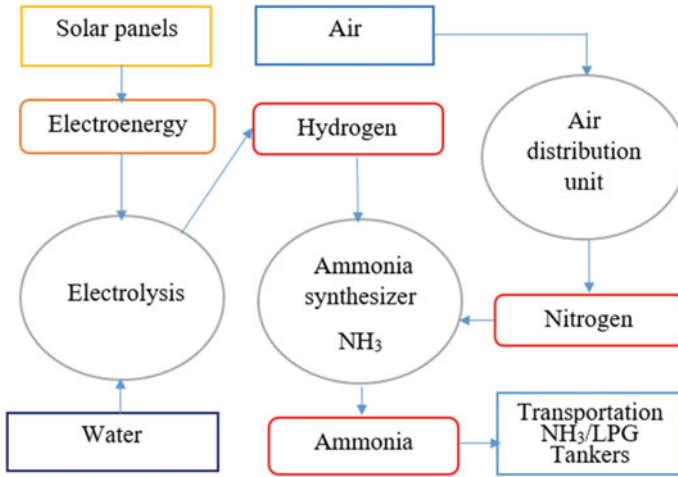 Solar panels
Air
Electroenergy
Hydrogen
Air
distribution
unit
Electrolysis
Ammonia
synthesizer
NH₃
Nitrogen
Water
Ammonia
Transportation
NH₃/LPG
Tankers